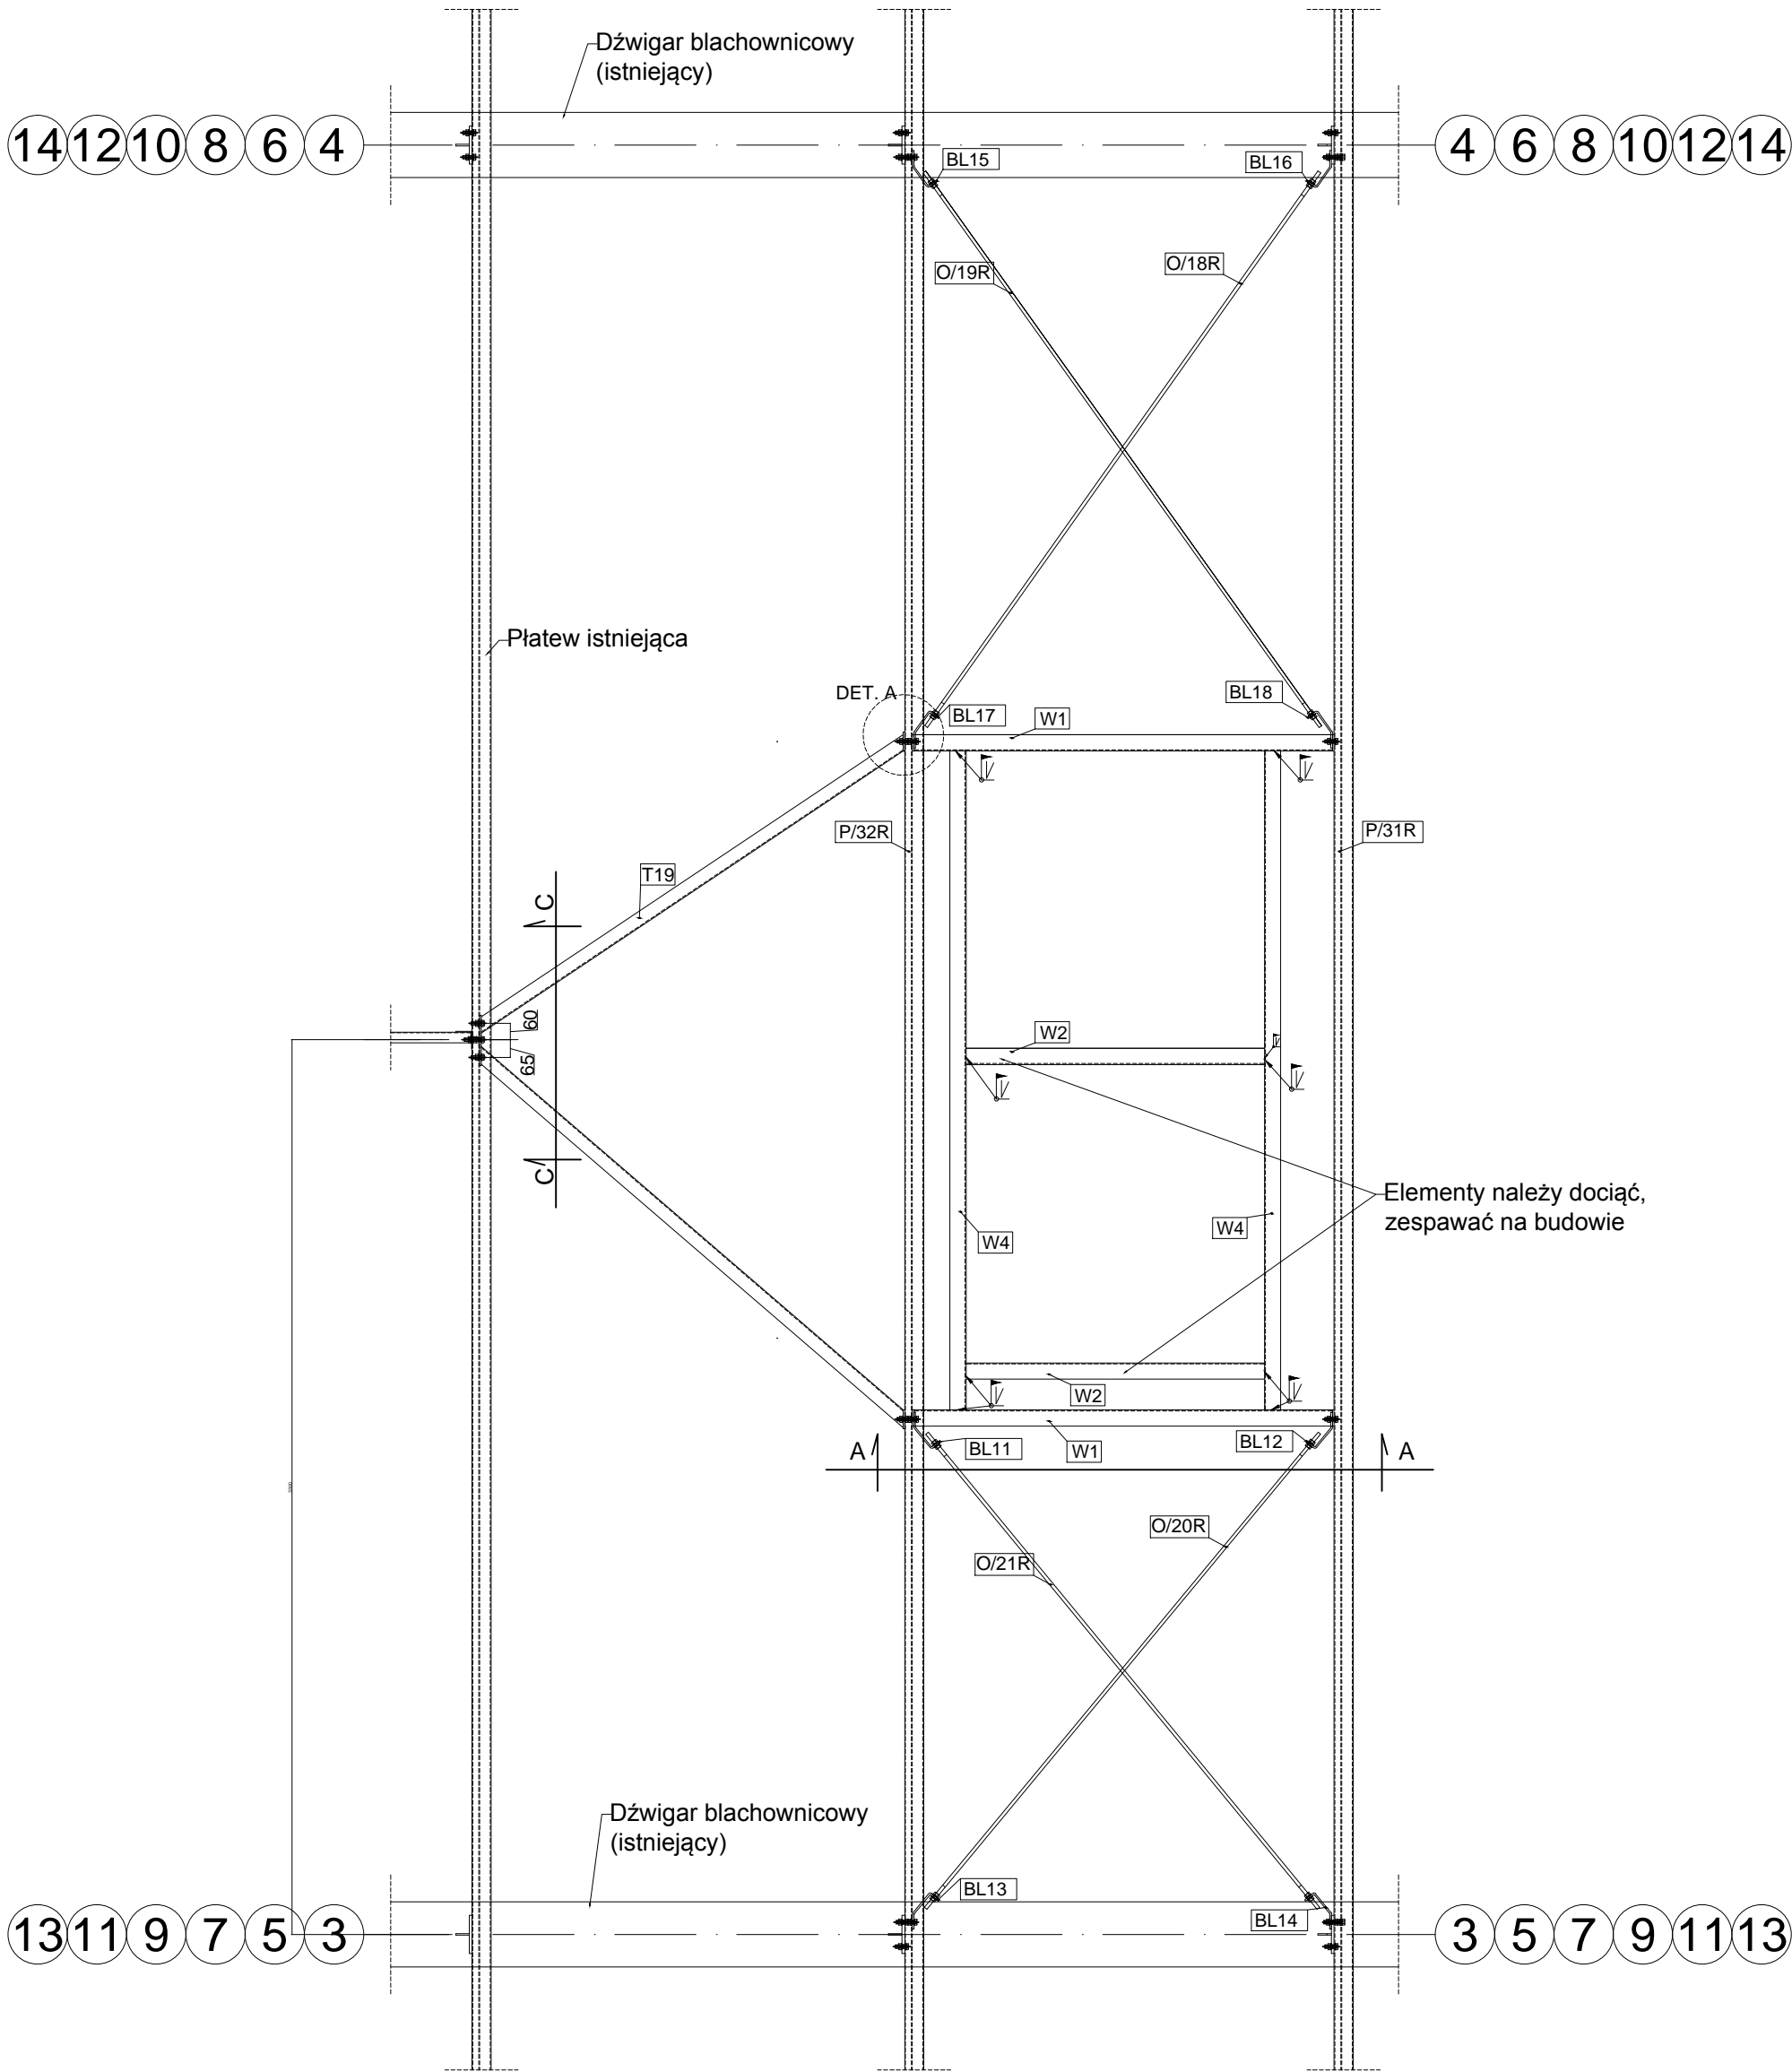 Dźwigar blachownicowy
(istniejący)
14 12 10 8 6 4
4 6 8 10 12 14
BL15
BL16
O/19R
O/18R
Płatew istniejąca
DET. A
BL17
BL18
W1
P/32R
P/31R
T19
C
60
65
C
W2
Elementy należy dociąć,
zespawać na budowie
W4
W4
W2
W1
BL11
BL12
A
A
O/20R
O/21R
Dźwigar blachownicowy
(istniejący)
BL13
BL14
13 11 9 7 5 3
3 5 7 9 11 13